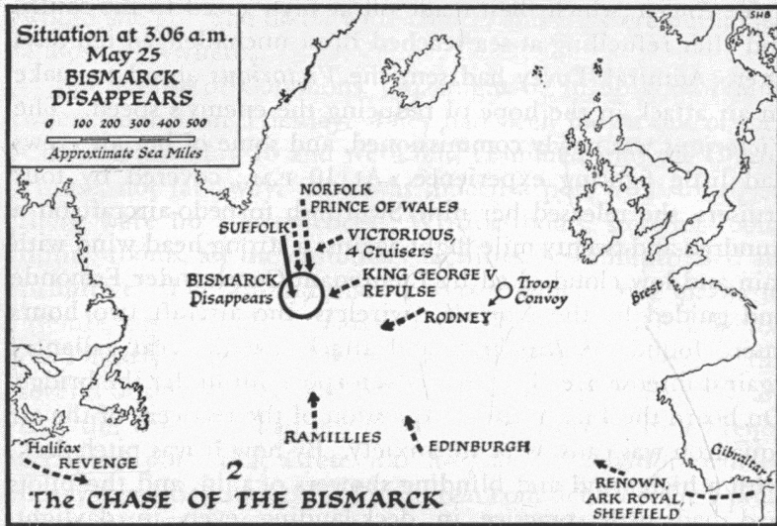 SHB
Situation at 3.06 a.m.
May 25
BISMARCK
DISAPPEARS
0 100 200 300 400 500
Approximate Sea Miles
NORFOLK
PRINCE OF WALES
SUFFOLK
VICTORIOUS
Cruisers
BISMARCK
Disappears
KING GEORGE V
REPULSE
Troop
Convoy
RODNEY
Brest
RAMILLIES
EDINBURGH
Halifax
REVENGE
Gibraltar
RENOWN,
ARK ROYAL,
SHEFFIELD
2
The CHASE OF THE BISMARCK